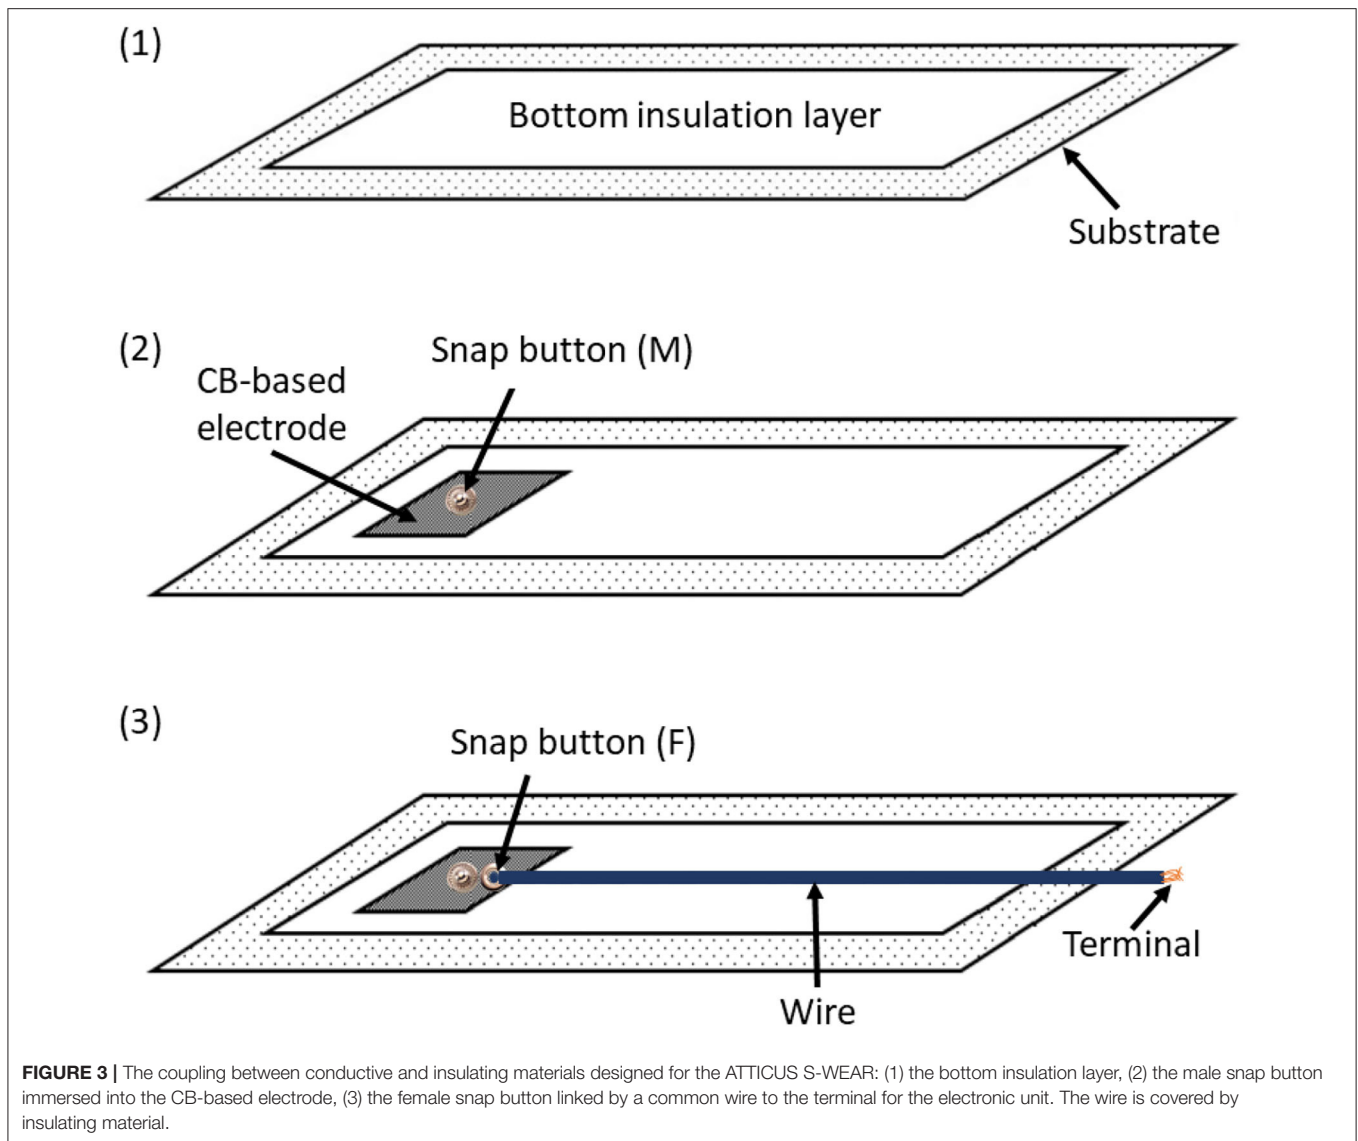 (1)
Bottom insulation layer
Substrate
(2)
Snap button (M)
CB-based
electrode
(3)
Snap button (F)
Terminal
Wire
FIGURE 3 | The coupling between conductive and insulating materials designed for the ATTICUS S-WEAR: (1) the bottom insulation layer, (2) the male snap button
immersed into the CB-based electrode, (3) the female snap button linked by a common wire to the terminal for the electronic unit. The wire is covered by
insulating material.